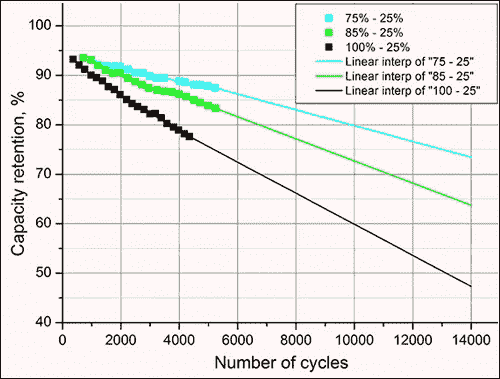 75% - 25%
85% - 25%
100% - 25%
Linear interp of "75 - 25"
Linear interp of "85 - 25"
Linear interp of "100 - 25"
Capacity retention, %
100
90
80
70
60
50
40
0 2000 4000 6000 8000 10000 12000 14000
Number of cycles